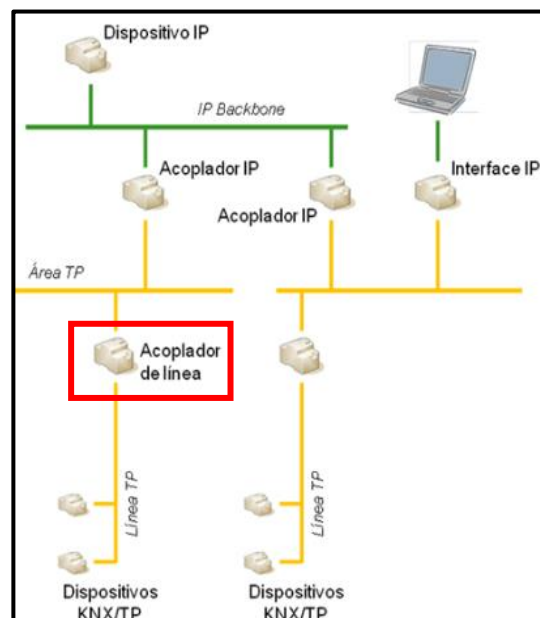 Dispositivo IP
IP Backbone
Acoplador IP
Interface IP
Acoplador IP
Área TP
Acoplador
de línea
Línea TP
Línea TP
Dispositivos
KNX/TP
Dispositivos
KNX/TP